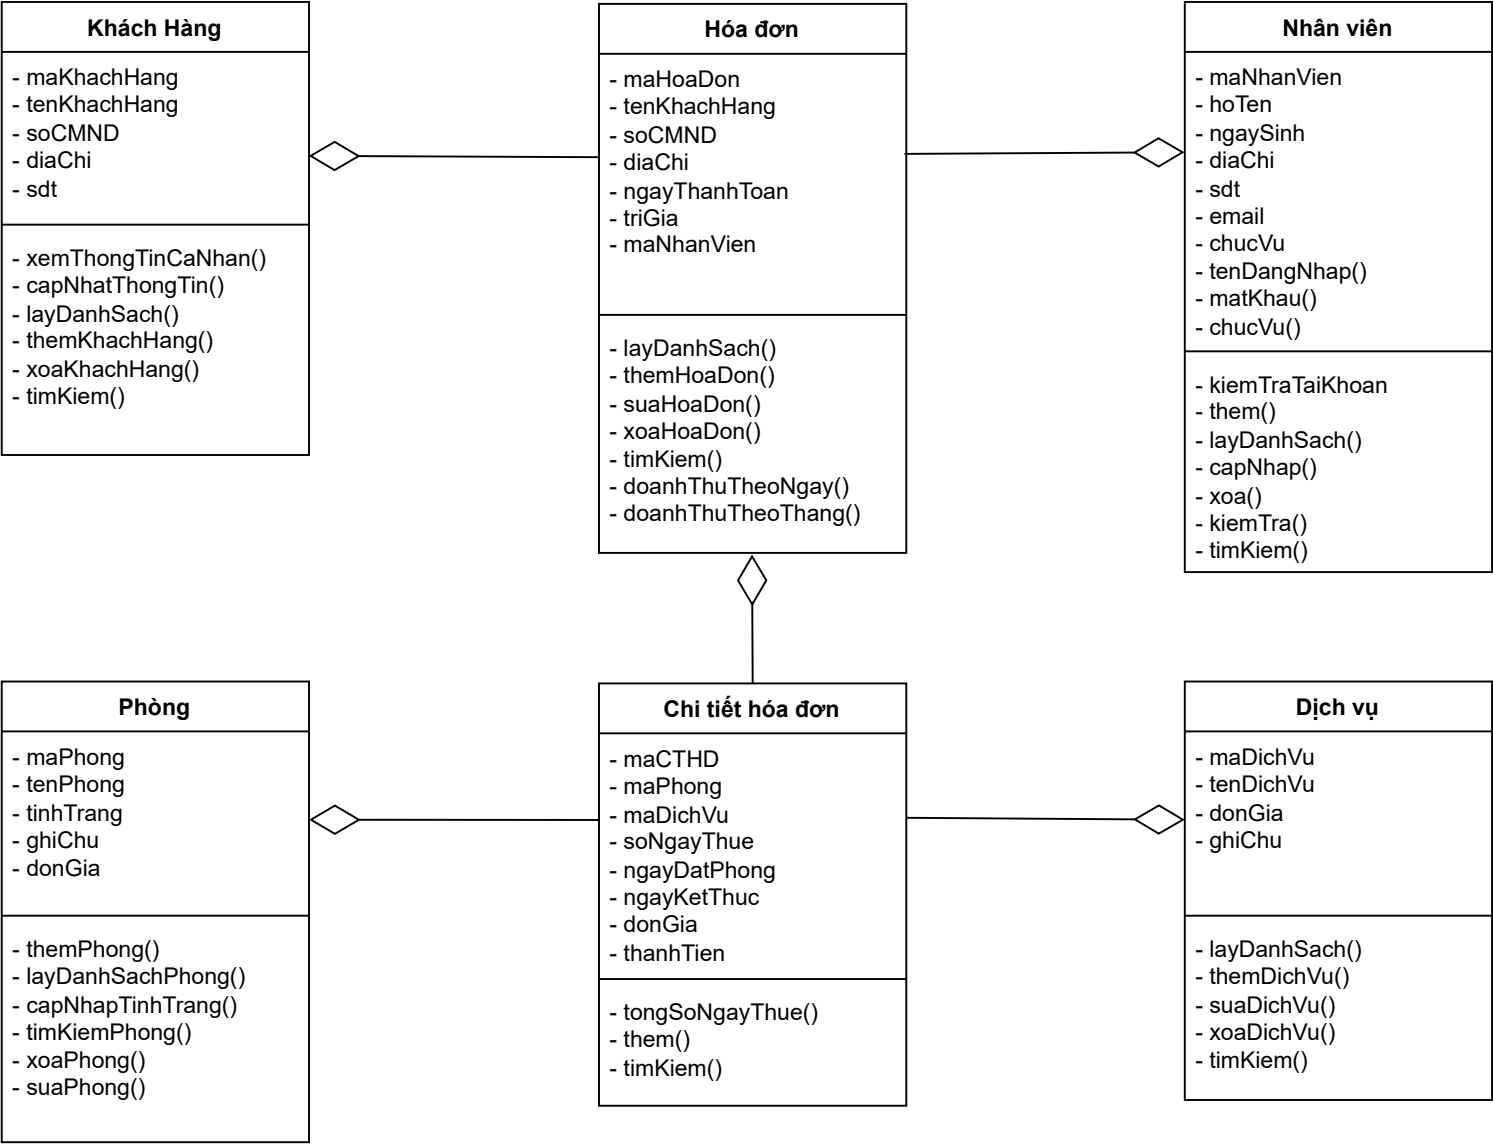 Khách Hàng
- maKhachHang
- tenKhachHang
- soCMND
- diaChi
- sdt
- xemThongTinCaNhan()
- capNhatThongTin()
- layDanhSach()
- themKhachHang()
- xoaKhachHang()
- timKiem()
Hóa đơn
- maHoaDon
- tenKhachHang
- soCMND
- diaChi
- ngayThanhToan
- triGia
- maNhanVien
- layDanhSach()
- themHoaDon()
- suaHoaDon()
- xoaHoaDon()
- timKiem()
- doanhThuTheoNgay()
- doanhThuTheoThang()
Nhân viên
- maNhanVien
- hoTen
- ngaySinh
- diaChi
- sdt
- email
- chucVu
- tenDangNhap()
- matKhau()
- chucVu()
- kiemTraTaiKhoan
- them()
- layDanhSach()
- capNhap()
- xoa()
- kiemTra()
- timKiem()
Phòng
- maPhong
- tenPhong
- tinhTrang
- ghiChu
- donGia
- themPhong()
- layDanhSachPhong()
- capNhapTinhTrang()
- timKiemPhong()
- xoaPhong()
- suaPhong()
Chi tiết hóa đơn
- maCTHD
- maPhong
- maDichVu
- soNgayThue
- ngayDatPhong
- ngayKetThuc
- donGia
- thanhTien
- tongSoNgayThue()
- them()
- timKiem()
Dịch vụ
- maDichVu
- tenDichVu
- donGia
- ghiChu
- layDanhSach()
- themDichVu()
- suaDichVu()
- xoaDichVu()
- timKiem()